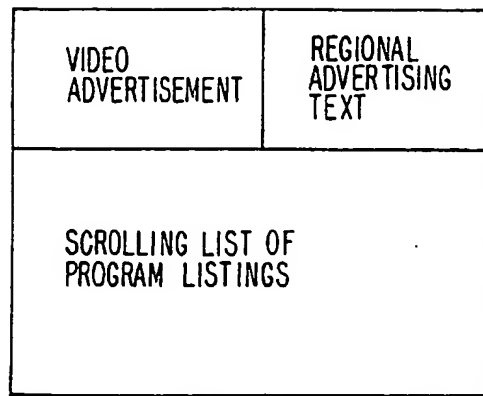 VIDEO
ADVERTISEMENT
REGIONAL
ADVERTISING
TEXT
SCROLLING LIST OF
PROGRAM LISTINGS